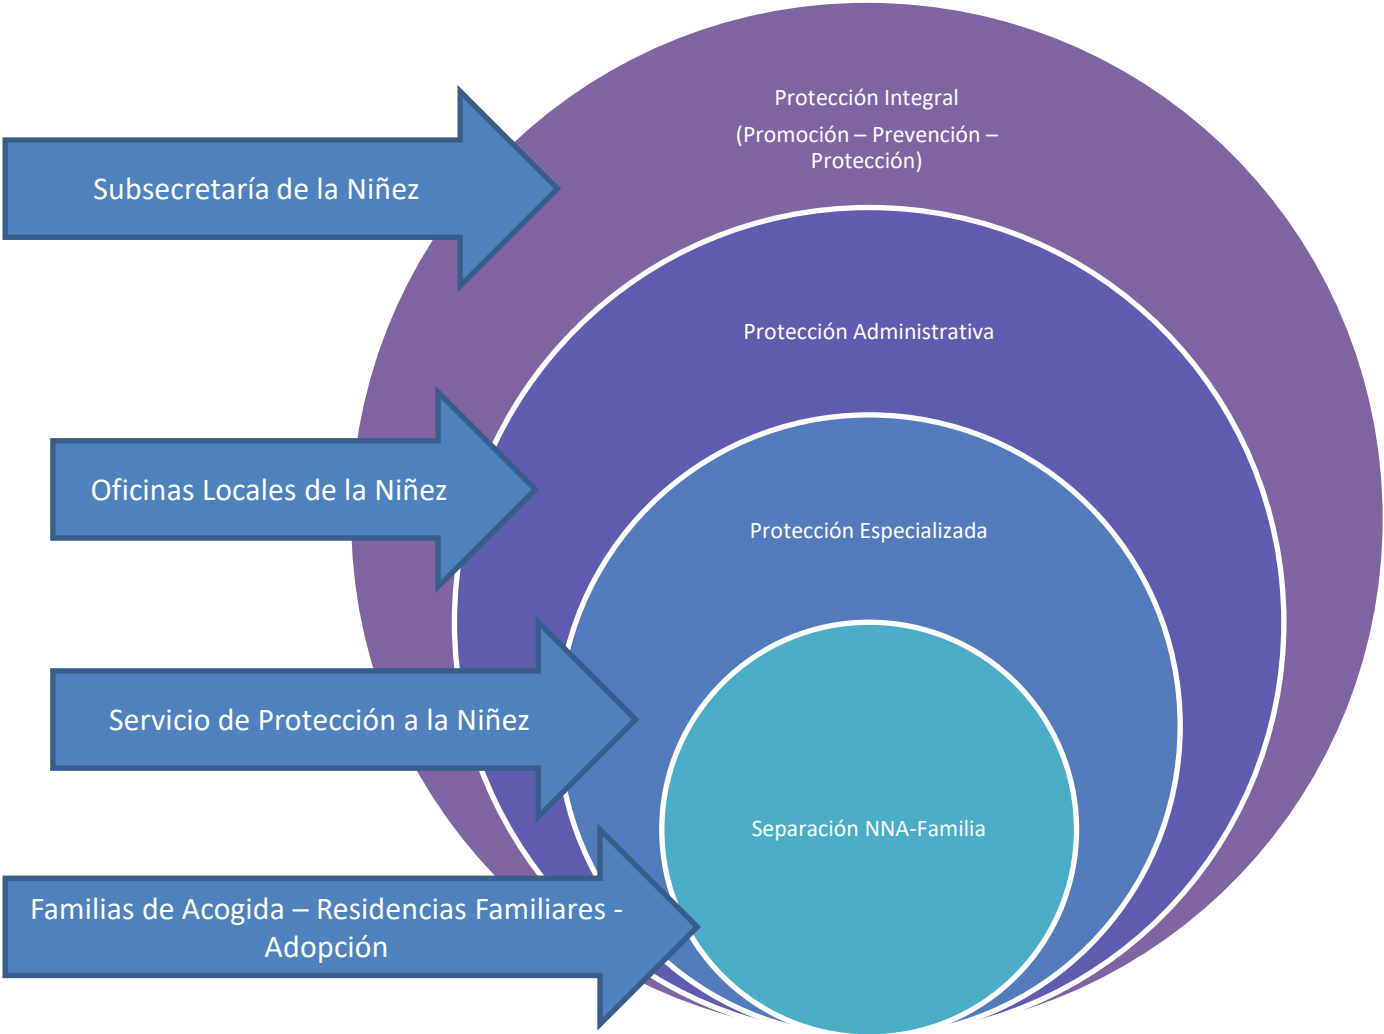 Protección Integral
(Promoción – Prevención –
Protección)
Subsecretaría de la Niñez
Protección Administrativa
Oficinas Locales de la Niñez
Protección Especializada
Servicio de Protección a la Niñez
Separación NNA-Familia
Familias de Acogida – Residencias Familiares -
Adopción